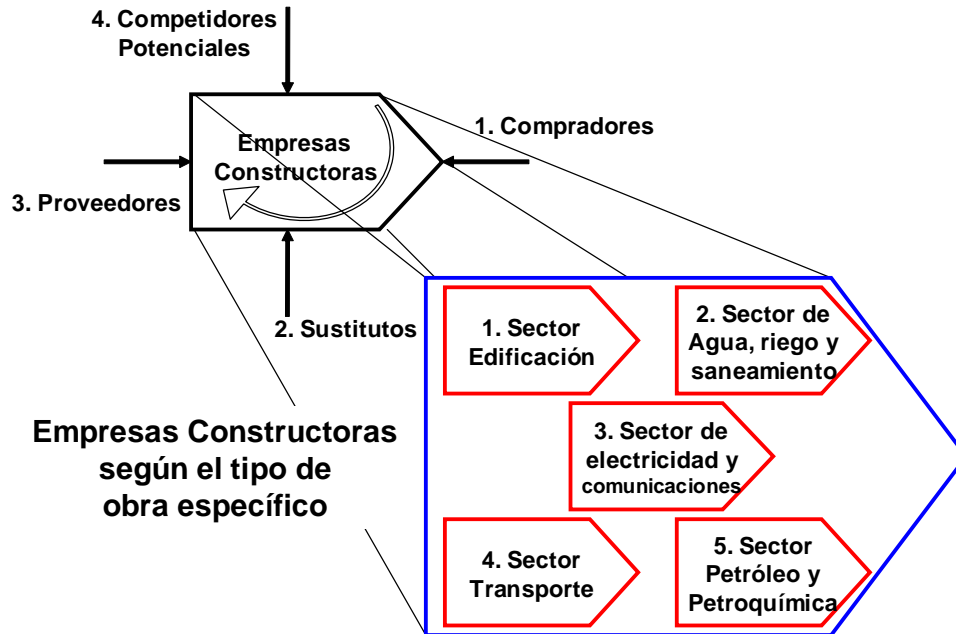 4. Competidores
Potenciales
Empresas
Constructoras
1. Compradores
3. Proveedores
2. Sustitutos
1. Sector
Edificación
2. Sector de
Agua, riego y
saneamiento
3. Sector de
electricidad y
comunicaciones
Empresas Constructoras
según el tipo de
obra específico
4. Sector
Transporte
5. Sector
Petróleo y
Petroquímica